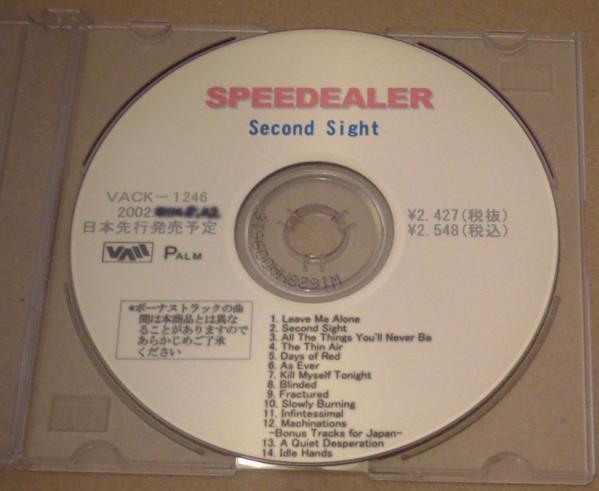 SPEEDEALER
Second Sight
VACK-1246
2002.
日本先行発売予定
VAW PALM
¥2.427(税抜)
¥2.548(税込)
*ボーナストラックの曲
間は本商品とは異な
ることがありますので
あらかじめご了承
ください
1. Leave Me Alone
2. Second Sight
3. All The Things You'll Never Be
4. The Thin Air
5. Days of Red
6. As Ever
7. Kill Myself Tonight
8. Blinded
9. Fractured
10. Slowly Burning
11. Infintessimal
12. Machinations
-Bonus Tracks for Japan-
13. A Quiet Desperation
14. Idle Hands